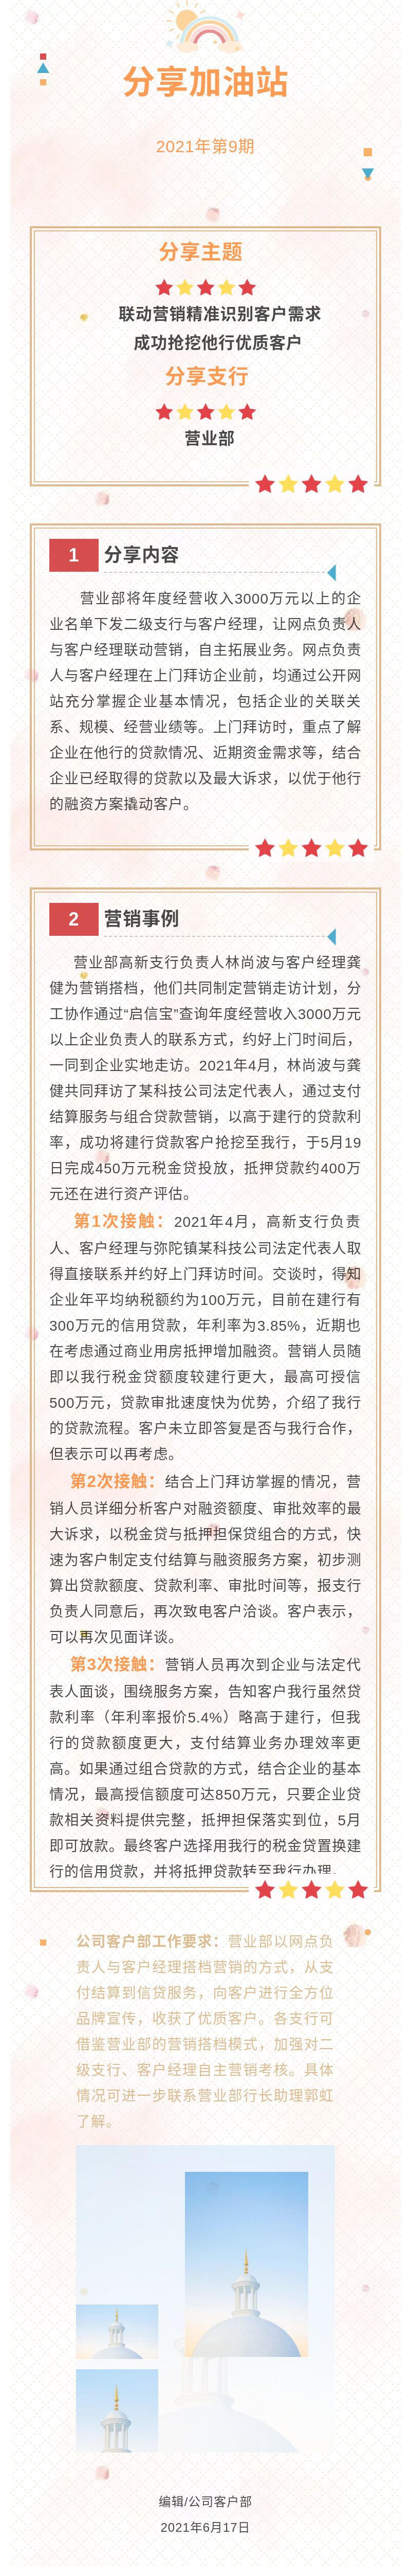 分享加油站
2021年第9期
分享主题
联动营销精准识别客户需求
成功抢挖他行优质客户
分享支行
营业部
1
分享内容
营业部将年度经营收入3000万元以上的企
业名单下发二级支行与客户经理，让网点负责人
与客户经理联动营销，自主拓展业务。网点负责
人与客户经理在上门拜访企业前，均通过公开网
站充分掌握企业基本情况，包括企业的关联关
系、规模、经营业绩等。上门拜访时，重点了解
企业在他行的贷款情况、近期资金需求等，结合
企业已经取得的贷款以及最大诉求，以优于他行
的融资方案撬动客户。
2
营销事例
营业部高新支行负责人林尚波与客户经理龚
健为营销搭档，他们共同制定营销走访计划，分
工协作通过“启信宝”查询年度经营收入3000万元
以上企业负责人的联系方式，约好上门时间后，
一同到企业实地走访。2021年4月，林尚波与龚
健共同拜访了某科技公司法定代表人，通过支付
结算服务与组合贷款营销，以高于建行的贷款利
率，成功将建行贷款客户抢挖至我行，于5月19
日完成450万元税金贷投放，抵押贷款约400万
元还在进行资产评估。
第1次接触：2021年4月，高新支行负责
人、客户经理与弥陀镇某科技公司法定代表人取
得直接联系并约好上门拜访时间。交谈时，得知
企业年平均纳税额约为100万元，目前在建行有
300万元的信用贷款，年利率为3.85%，近期也
在考虑通过商业用房抵押增加融资。营销人员随
即以我行税金贷额度较建行更大，最高可授信
500万元，贷款审批速度快为优势，介绍了我行
的贷款流程。客户未立即答复是否与我行合作，
但表示可以再考虑。
第2次接触：结合上门拜访掌握的情况，营
销人员详细分析客户对融资额度、审批效率的最
大诉求，以税金贷与抵押担保贷组合的方式，快
速为客户制定支付结算与融资服务方案，初步测
算出贷款额度、贷款利率、审批时间等，报支行
负责人同意后，再次致电客户洽谈。客户表示，
可以再次见面详谈。
第3次接触：营销人员再次到企业与法定代
表人面谈，围绕服务方案，告知客户我行虽然贷
款利率（年利率报价5.4%）略高于建行，但我
行的贷款额度更大，支付结算业务办理效率更
高。如果通过组合贷款的方式，结合企业的基本
情况，最高授信额度可达850万元，只要企业贷
款相关资料提供完整，抵押担保落实到位，5月
即可放款。最终客户选择用我行的税金贷置换建
行的信用贷款，并将抵押贷款转至我行办理。
公司客户部工作要求：营业部以网点负
责人与客户经理搭档营销的方式，从支
付结算到信贷服务，向客户进行全方位
品牌宣传，收获了优质客户。各支行可
借鉴营业部的营销搭档模式，加强对二
级支行、客户经理自主营销考核。具体
情况可进一步联系营业部行长助理郭虹
了解。
编辑/公司客户部
2021年6月17日